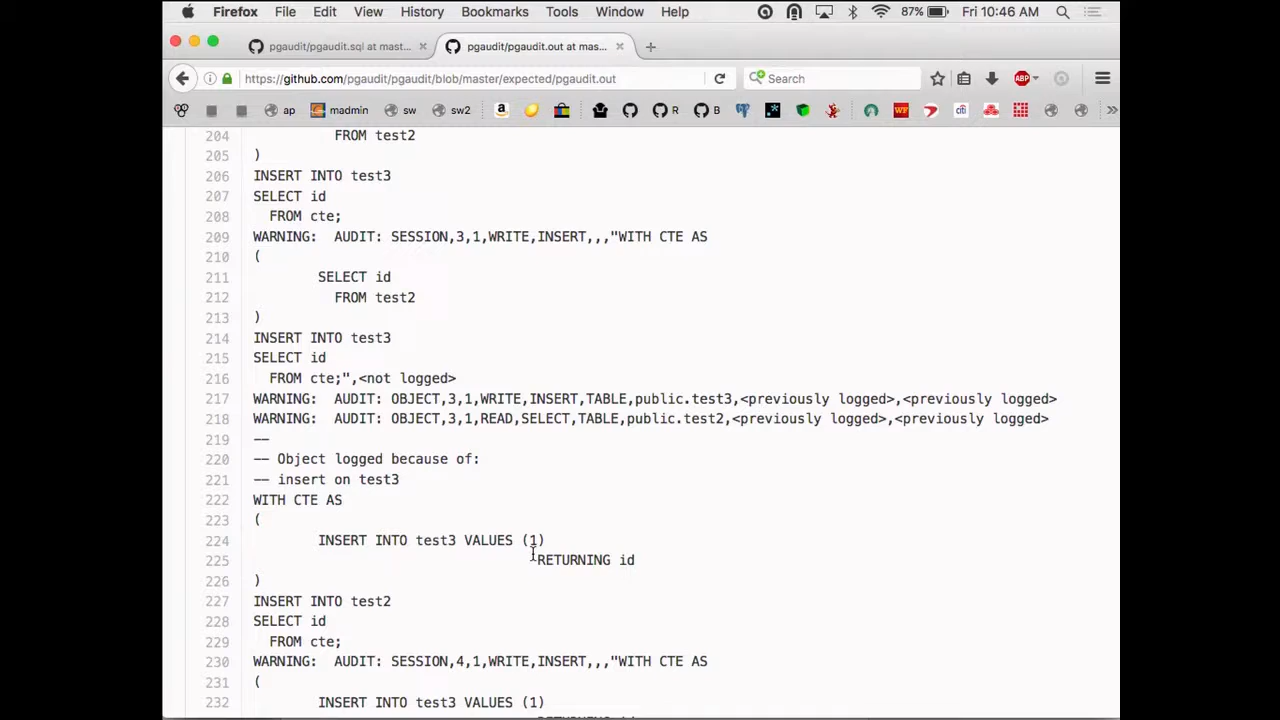 Firefox File Edit View History Bookmarks Tools Window Help 87% Fri 10:46 AM
pgaudit/pgaudit.sql at mast... pgaudit/pgaudit.out at mas...
https://github.com/pgaudit/pgaudit/blob/master/expected/pgaudit.out Search ABP
ap madmin sw sw2 a R B WF citi
204 FROM test2
205 )
206 INSERT INTO test3
207 SELECT id
208 FROM cte;
209 WARNING: AUDIT: SESSION,3,1,WRITE,INSERT,,,"WITH CTE AS
210 (
211 SELECT id
212 FROM test2
213 )
214 INSERT INTO test3
215 SELECT id
216 FROM cte;",<not logged>
217 WARNING: AUDIT: OBJECT,3,1,WRITE,INSERT,TABLE,public.test3,<previously logged>,<previously logged>
218 WARNING: AUDIT: OBJECT,3,1,READ,SELECT,TABLE,public.test2,<previously logged>,<previously logged>
219 --
220 -- Object logged because of:
221 -- insert on test3
222 WITH CTE AS
223 (
224 INSERT INTO test3 VALUES (1)
225 RETURNING id
226 )
227 INSERT INTO test2
228 SELECT id
229 FROM cte;
230 WARNING: AUDIT: SESSION,4,1,WRITE,INSERT,,,"WITH CTE AS
231 (
232 INSERT INTO test3 VALUES (1)